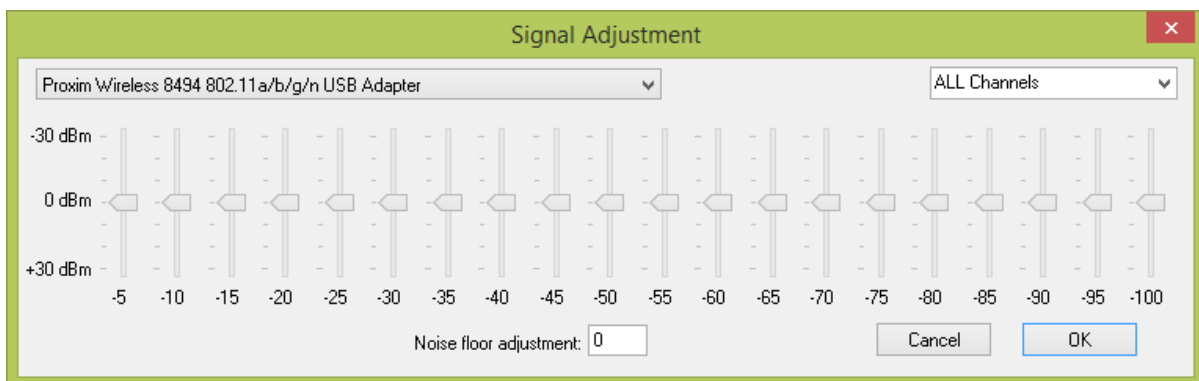 Signal Adjustment
Proxim Wireless 8494 802.11a/b/g/n USB Adapter
ALL Channels
-30 dBm
0 dBm
+30 dBm
-5 -10 -15 -20 -25 -30 -35 -40 -45 -50 -55 -60 -65 -70 -75 -80 -85 -90 -95 -100
Noise floor adjustment: 0
Cancel
OK